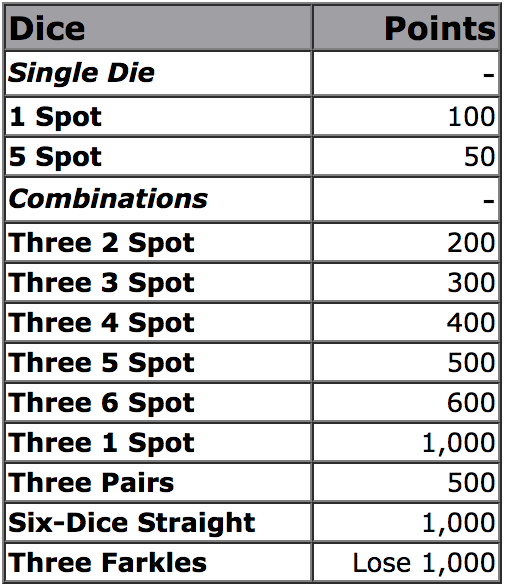 Dice Points
Single Die -
1 Spot 100
5 Spot 50
Combinations -
Three 2 Spot 200
Three 3 Spot 300
Three 4 Spot 400
Three 5 Spot 500
Three 6 Spot 600
Three 1 Spot 1,000
Three Pairs 500
Six-Dice Straight 1,000
Three Farkles Lose 1,000